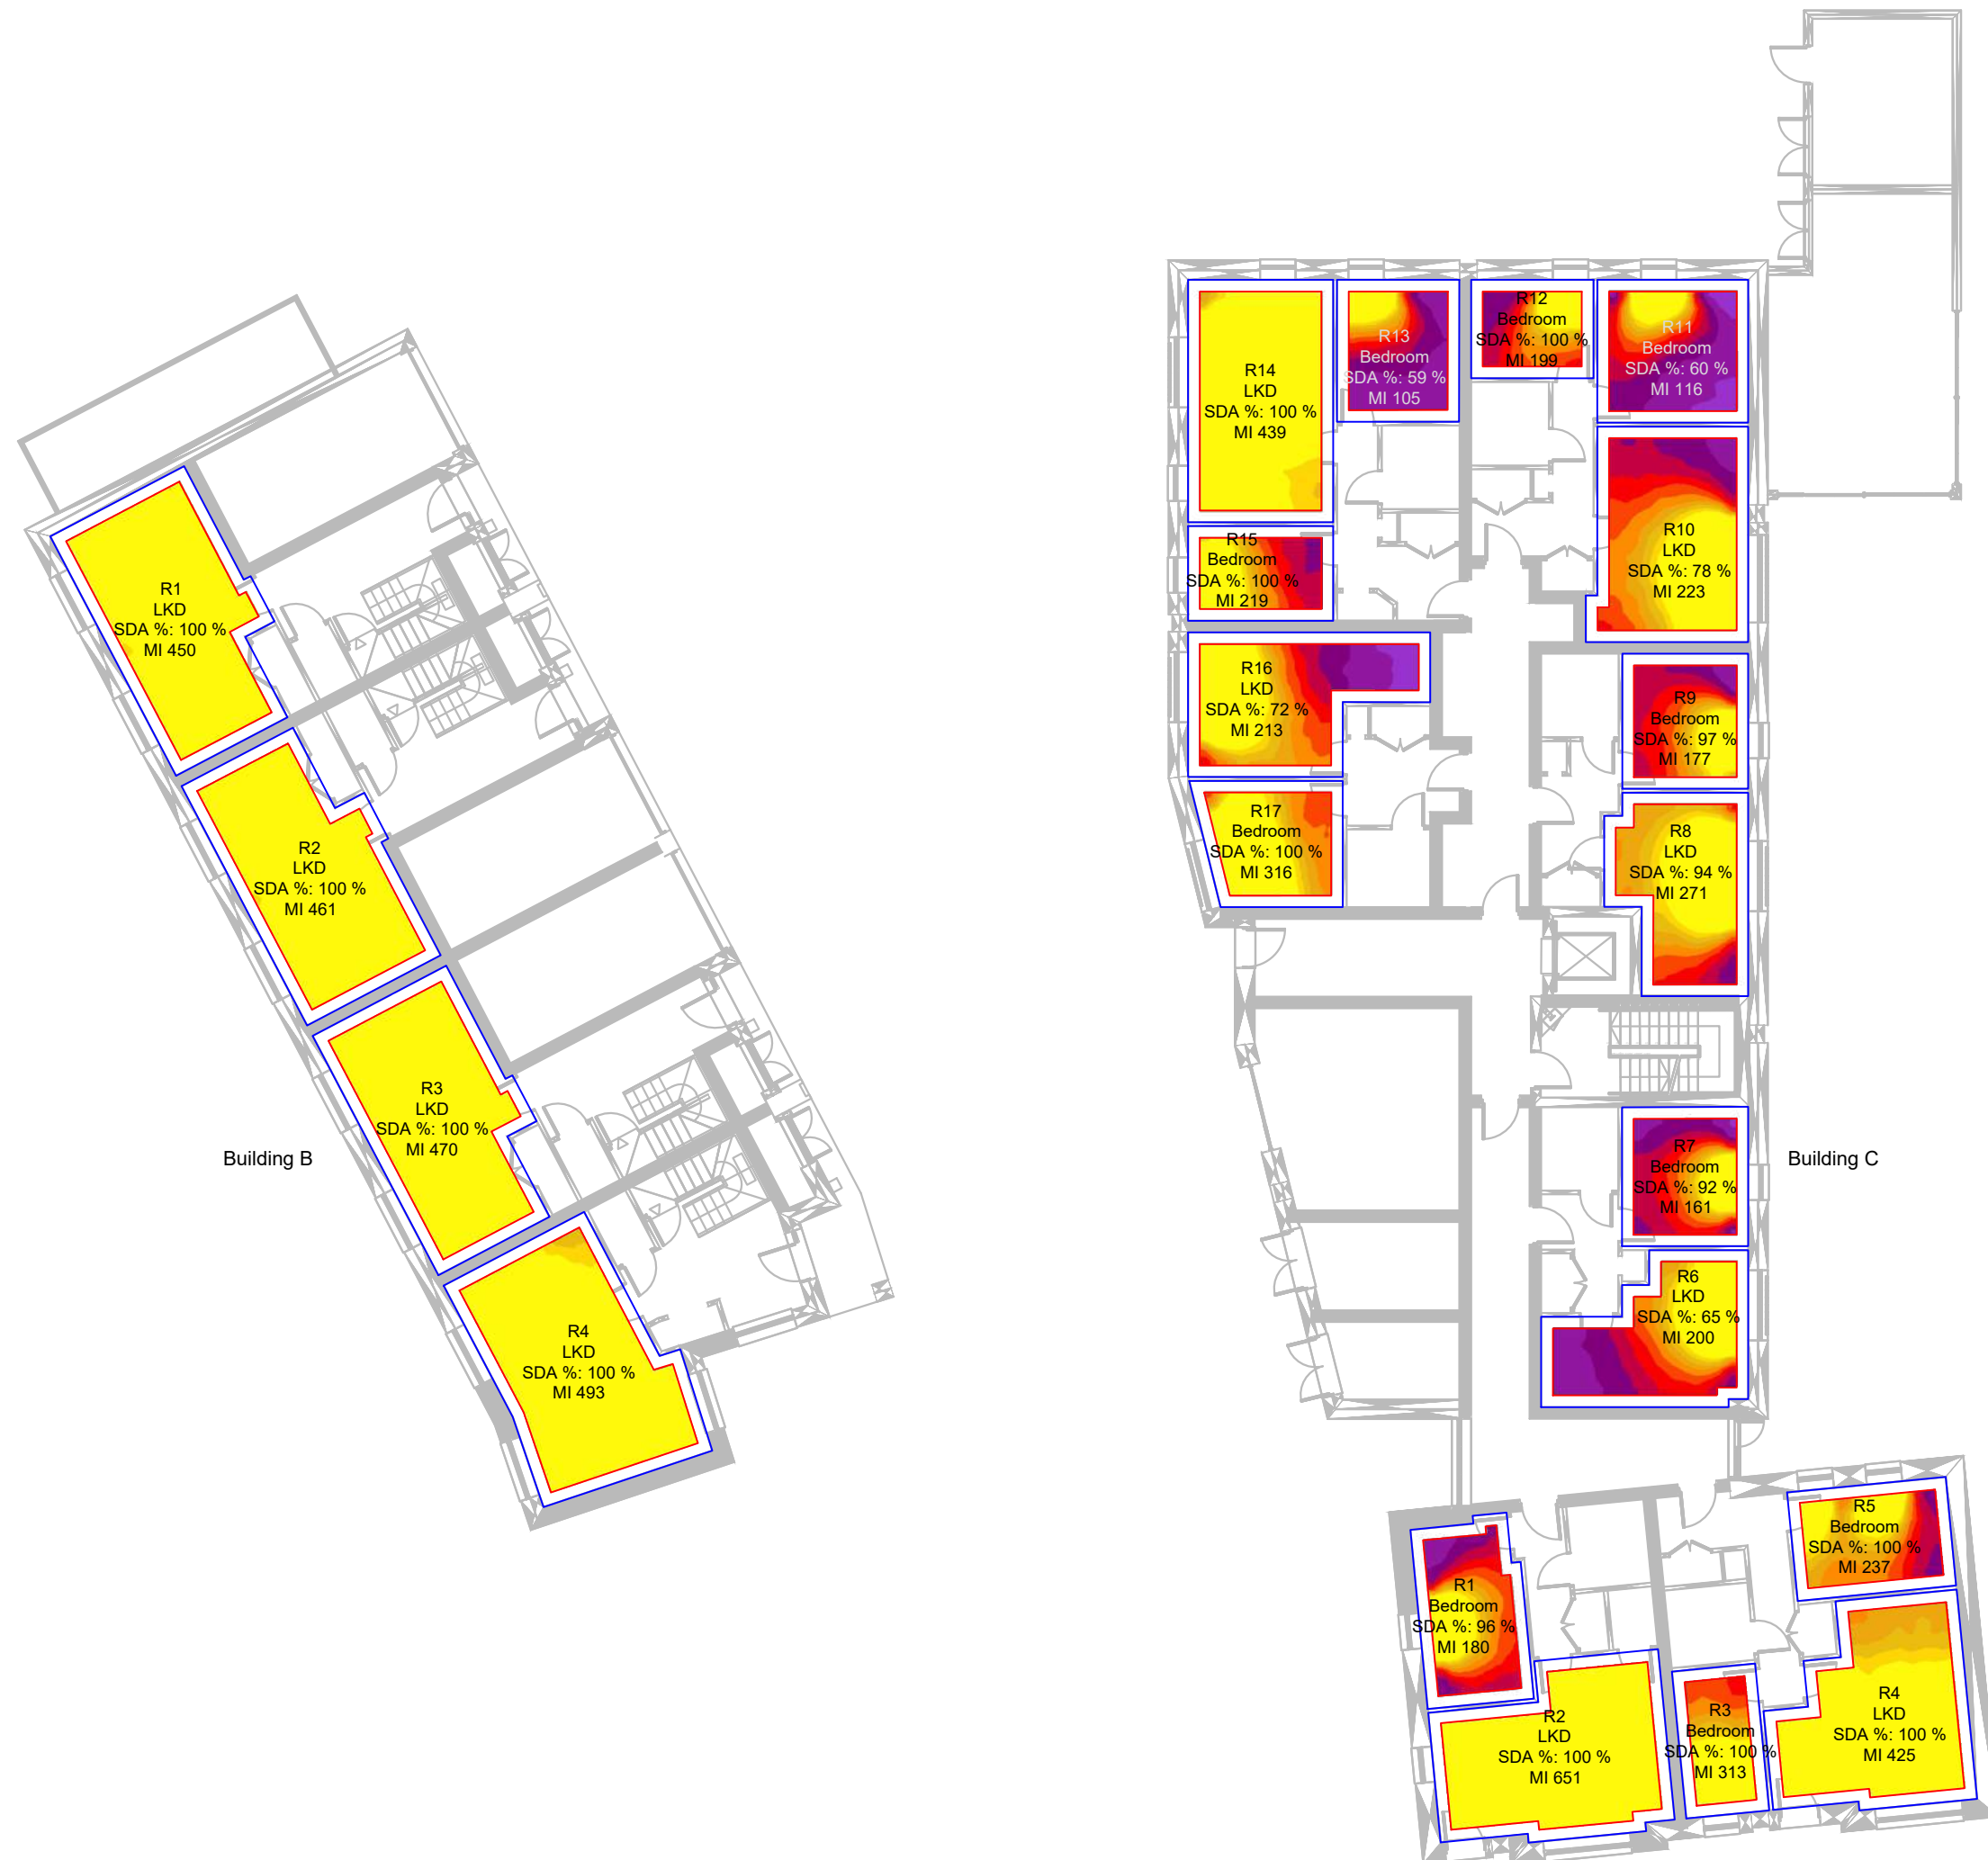 R1
LKD
SDA %: 100 %
MI 450
R2
LKD
SDA %: 100 %
MI 461
R3
LKD
SDA %: 100 %
MI 470
R4
LKD
SDA %: 100 %
MI 493
Building B
R14
LKD
SDA %: 100 %
MI 439
R13
Bedroom
SDA %: 59 %
MI 105
R12
Bedroom
SDA %: 100 %
MI 199
R11
Bedroom
SDA %: 60 %
MI 116
R15
Bedroom
SDA %: 100 %
MI 219
R10
LKD
SDA %: 78 %
MI 223
R16
LKD
SDA %: 72 %
MI 213
R9
Bedroom
SDA %: 97 %
MI 177
R17
Bedroom
SDA %: 100 %
MI 316
R8
LKD
SDA %: 94 %
MI 271
R7
Bedroom
SDA %: 92 %
MI 161
Building C
R6
LKD
SDA %: 65 %
MI 200
R5
Bedroom
SDA %: 100 %
MI 237
R1
Bedroom
SDA %: 96 %
MI 180
R2
LKD
SDA %: 100 %
MI 651
R3
Bedroom
SDA %: 100 %
MI 313
R4
LKD
SDA %: 100 %
MI 425